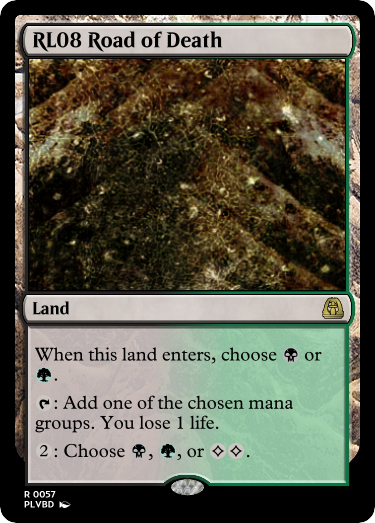 RL08 Road of Death
Land
When this land enters, choose or
.
: Add one of the chosen mana
groups. You lose 1 life.
2 : Choose , , or .
R 0057
PLVBD